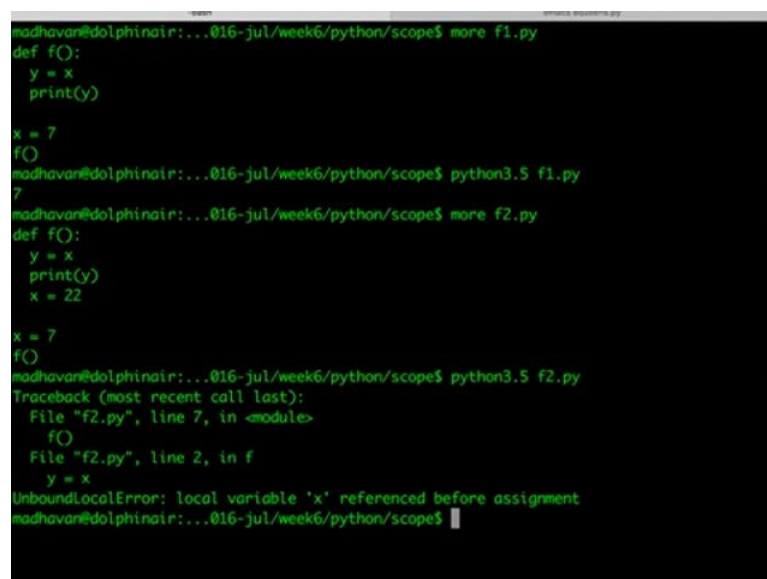 -bash
madhavan@dolphinair:...016-jul/week6/python/scope$ more f1.py
def f():
  y = x
  print(y)

x = 7
f()
madhavan@dolphinair:...016-jul/week6/python/scope$ python3.5 f1.py
7
madhavan@dolphinair:...016-jul/week6/python/scope$ more f2.py
def f():
  y = x
  print(y)
  x = 22

x = 7
f()
madhavan@dolphinair:...016-jul/week6/python/scope$ python3.5 f2.py
Traceback (most recent call last):
  File "f2.py", line 7, in <module>
    f()
  File "f2.py", line 2, in f
    y = x
UnboundLocalError: local variable 'x' referenced before assignment
madhavan@dolphinair:...016-jul/week6/python/scope$